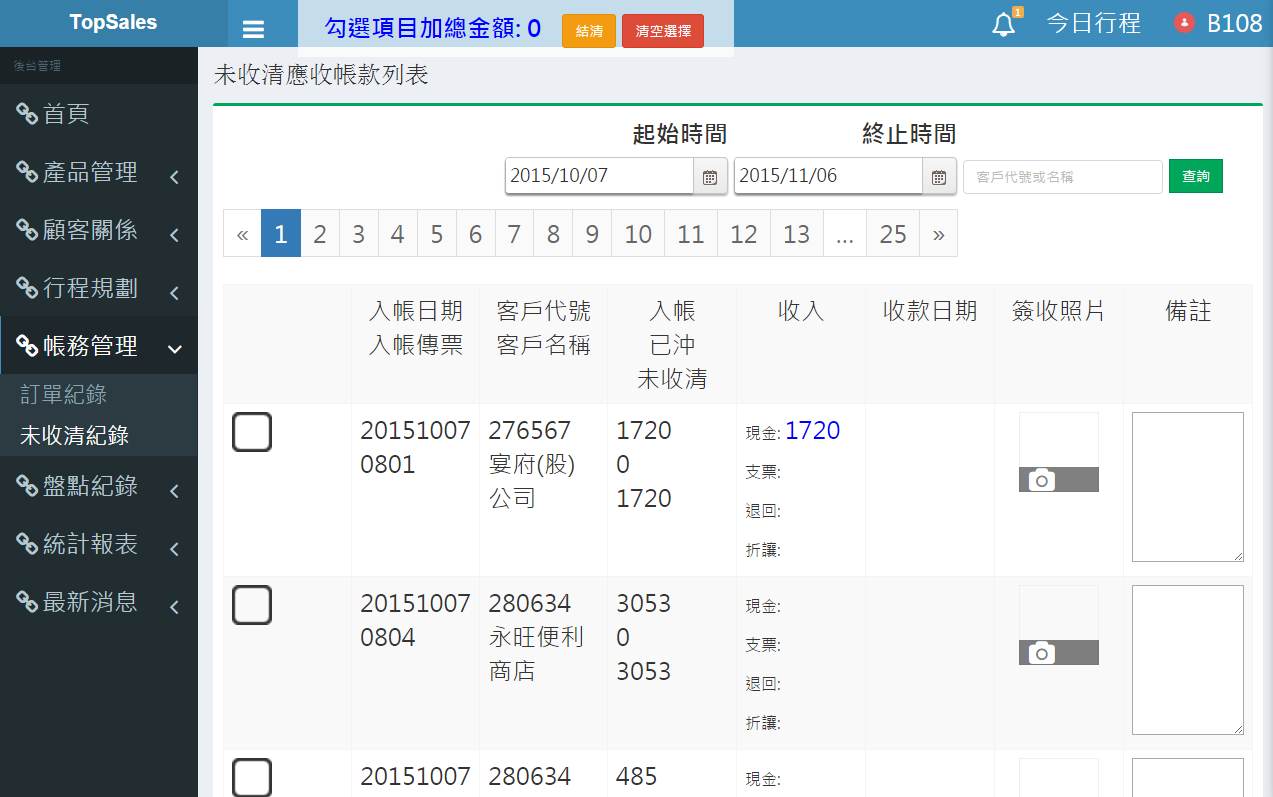 TopSales
勾選項目加總金額: 0
結清
清空選擇
1
今日行程
B108
後台管理
首頁
產品管理
顧客關係
行程規劃
帳務管理
訂單紀錄
未收清紀錄
盤點紀錄
統計報表
最新消息
未收清應收帳款列表
起始時間 終止時間
2015/10/07 2015/11/06 客戶代號或名稱 查詢
« 1 2 3 4 5 6 7 8 9 10 11 12 13 ... 25 »
入帳日期 客戶代號 入帳 收入 收款日期 簽收照片 備註
入帳傳票 客戶名稱 已沖
未收清
20151007 276567 1720 現金: 1720
0801 宴府(股) 0 支票:
公司 1720 退回:
折讓:
20151007 280634 3053 現金:
0804 永旺便利 0 支票:
商店 3053 退回:
折讓:
20151007 280634 485 現金: